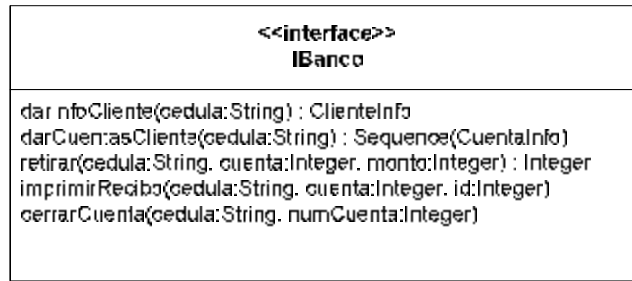 <<interface>>
IBanco
darInfoCliente(cedula:String) : ClienteInfo
darCuentasCliente(cedula:String) : Sequence(CuentaInfo)
retirar(cedula:String, cuenta:Integer, monto:Integer) : Integer
imprimirRecibo(cedula:String, cuenta:Integer, id:Integer)
cerrarCuenta(cedula:String, numCuenta:Integer)